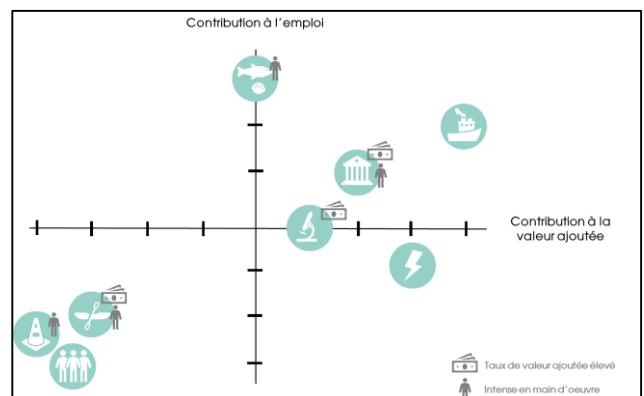 Contribution à l'emploi
Contribution à la
valeur ajoutée
Taux de valeur ajoutée élevé
Intense en main d'oeuvre